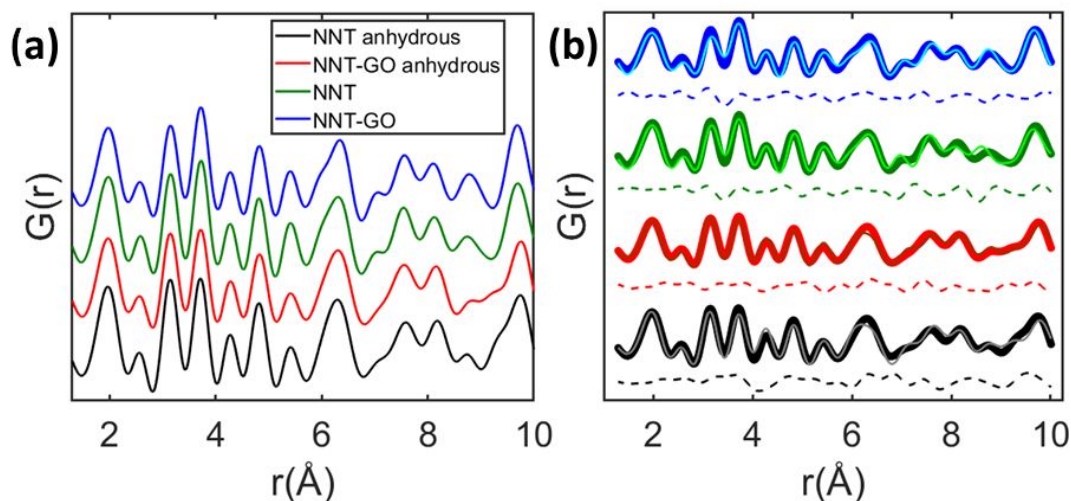 (a)
NNT anhydrous
NNT-GO anhydrous
NNT
NNT-GO
G(r)
2 4 6 8 10
r(Å)
(b)
G(r)
2 4 6 8 10
r(Å)